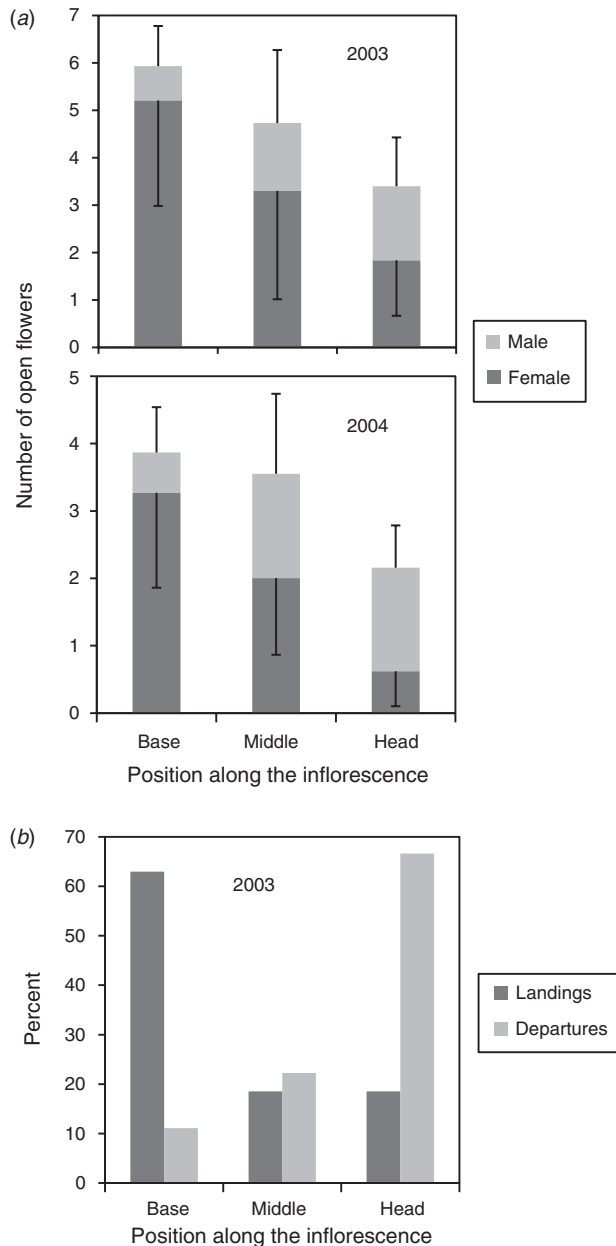 (a)
7
6
5
4
3
2
1
0
2003
Number of open flowers
Male
Female
5
4
3
2
1
0
2004
Base Middle Head
Position along the inflorescence
(b)
70
60
50
40
30
20
10
0
2003
Percent
Landings
Departures
Base Middle Head
Position along the inflorescence